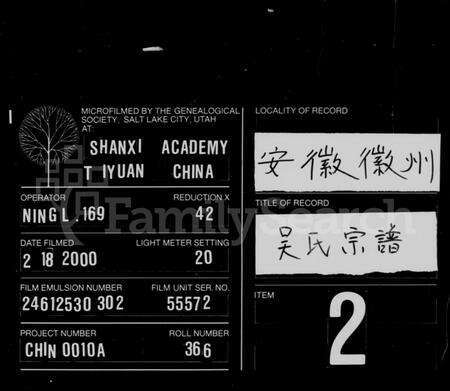 MICROFILMED BY THE GENEALOGICAL
SOCIETY, SALT LAKE CITY, UTAH
AT:
SHANXI ACADEMY
T IYUAN CHINA
OPERATOR
NING L. 169
REDUCTION X
42
DATE FILMED
2 18 2000
LIGHT METER SETTING
20
FILM EMULSION NUMBER
24612530 302
FILM UNIT SER. NO.
55572
PROJECT NUMBER
CHIN 0010A
ROLL NUMBER
366
LOCALITY OF RECORD
安徽徽州
TITLE OF RECORD
吴氏宗譜
ITEM
2
FamilySearch